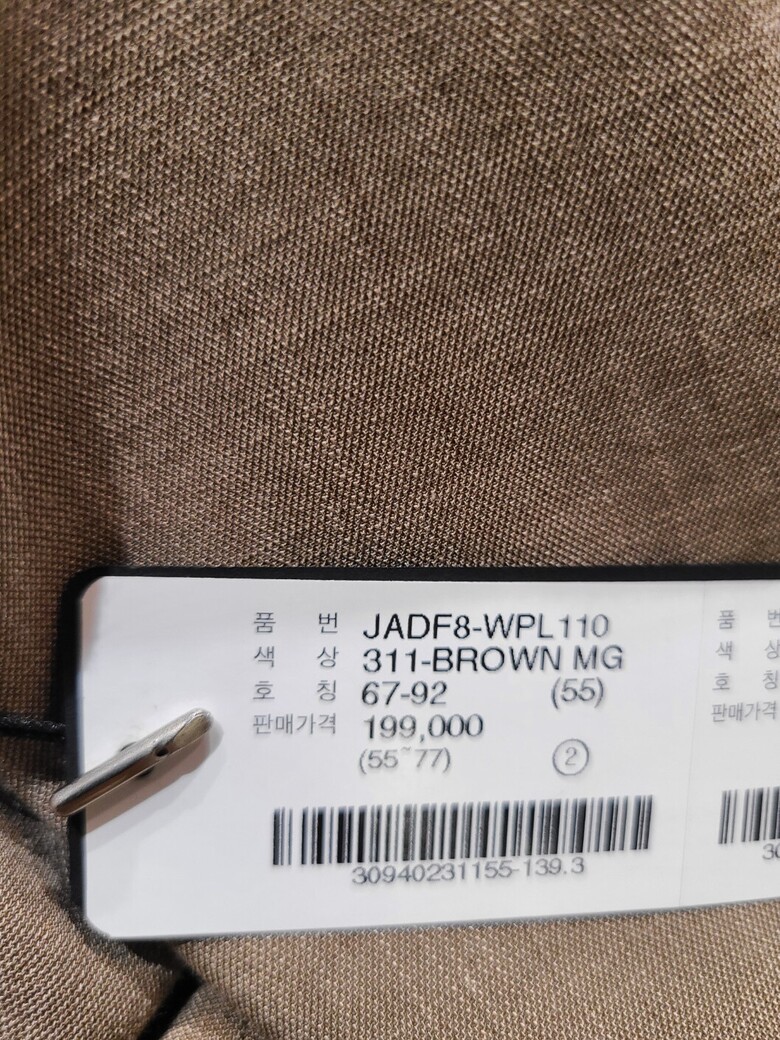 품 번 JADF8-WPL110
색 상 311-BROWN MG
호 칭 67-92 (55)
판매가격 199,000
(55~77) ②
30940231155-139.3
품 번
색 상
호 칭
판매가격
30